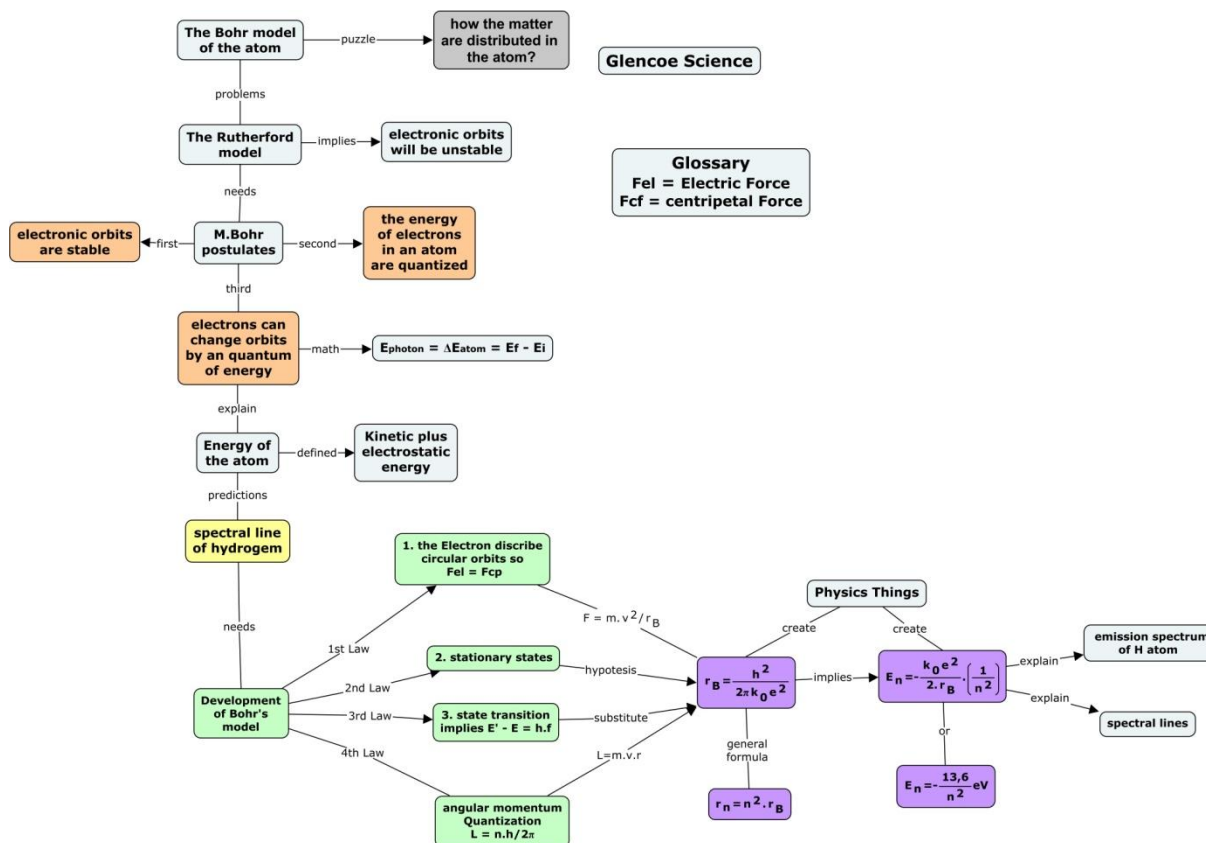 The Bohr model
of the atom
puzzle
how the matter
are distributed in
the atom?
Glencoe Science
problems
The Rutherford
model
implies
electronic orbits
will be unstable
Glossary
Fel = Electric Force
Fcf = centripetal Force
needs
electronic orbits
are stable
first
M.Bohr
postulates
second
the energy
of electrons
in an atom
are quantized
third
electrons can
change orbits
by an quantum
of energy
math
Ephoton = ΔEatom = Ef - Ei
explain
Energy of
the atom
defined
Kinetic plus
electrostatic
energy
predictions
spectral line
of hydrogem
needs
Development
of Bohr's
model
1st Law
1. the Electron discribe
circular orbits so
Fel = Fcp
F = m.v²/r_B
2nd Law
2. stationary states
hypotesis
3rd Law
3. state transition
implies E' - E = h.f
substitute
4th Law
angular momentum
Quantization
L = n.h/2π
L=m.v.r
Physics Things
create
create
r_B = h²/2πk₀e²
implies
E_n = -k₀e²/2.r_B . (1/n²)
explain
emission spectrum
of H atom
explain
spectral lines
general
formula
r_n = n².r_B
or
E_n = -13,6/n² eV